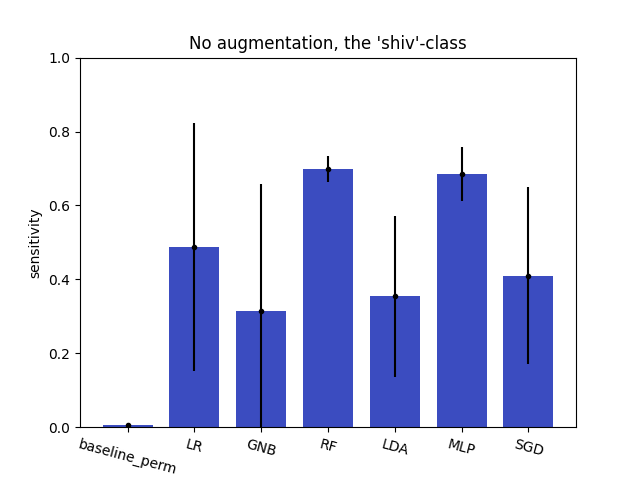 No augmentation, the 'shiv'-class
1.0
0.8
0.6
0.4
0.2
0.0
sensitivity
baseline_perm
LR
GNB
RF
LDA
MLP
SGD